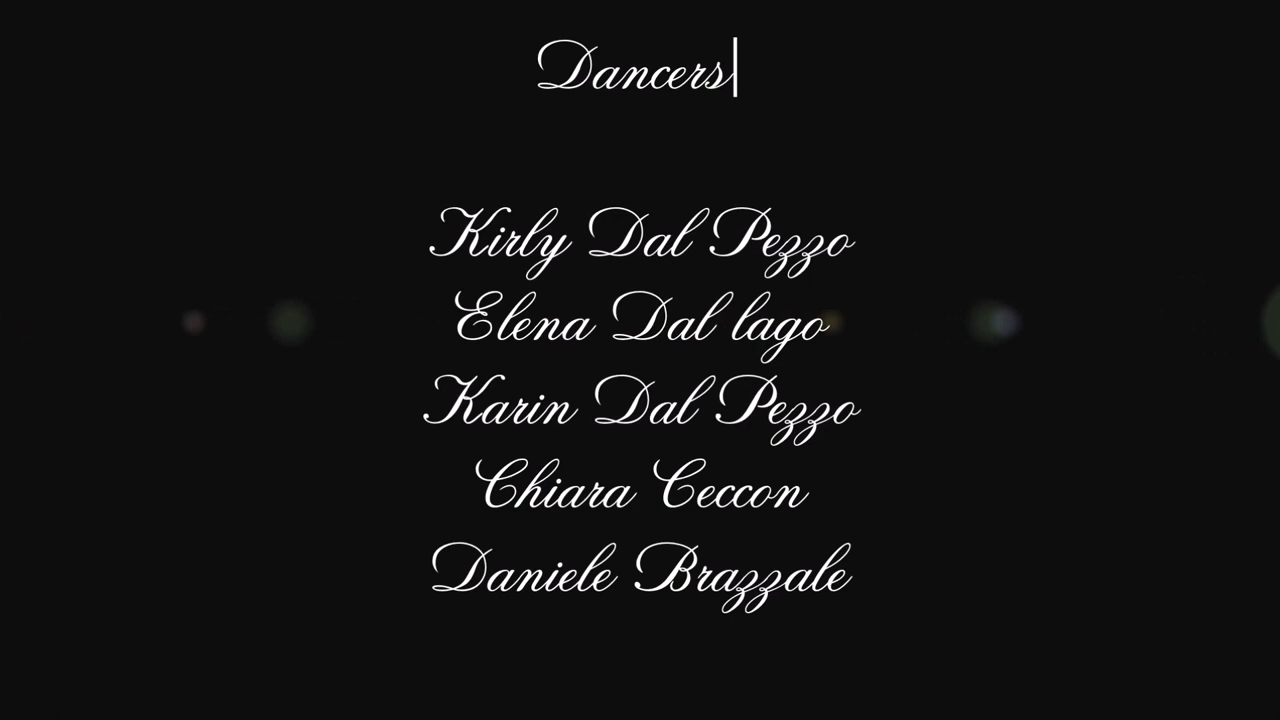 Dancers
Kirly Dal Pezzo
Elena Dal lago
Karin Dal Pezzo
Chiara Ceccon
Daniele Brazzale